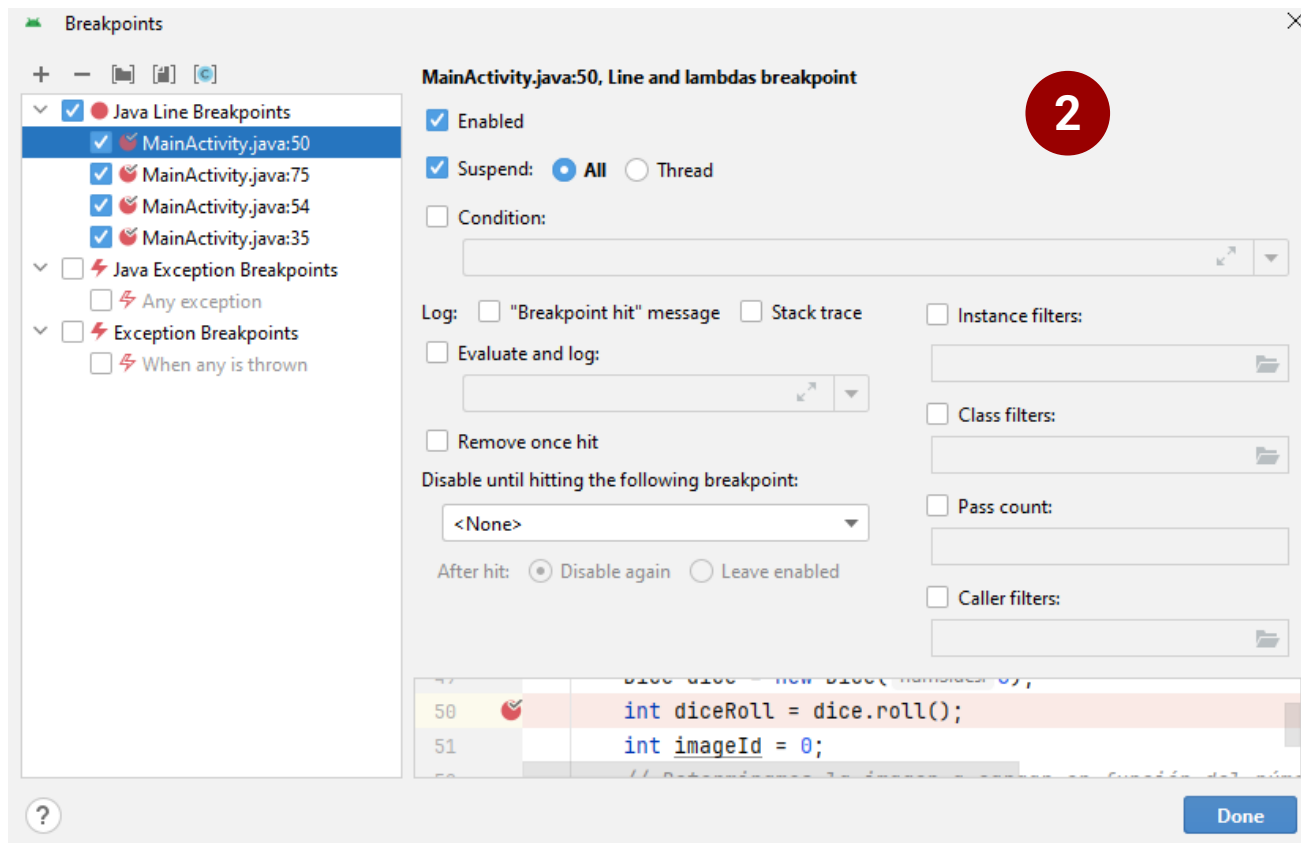 Breakpoints
MainActivity.java:50, Line and lambdas breakpoint
2
Java Line Breakpoints
MainActivity.java:50
MainActivity.java:75
MainActivity.java:54
MainActivity.java:35
Java Exception Breakpoints
Any exception
Exception Breakpoints
When any is thrown
Enabled
Suspend: All Thread
Condition:
Log: "Breakpoint hit" message Stack trace
Evaluate and log:
Remove once hit
Disable until hitting the following breakpoint:
<None>
After hit: Disable again Leave enabled
Instance filters:
Class filters:
Pass count:
Caller filters:
Dice dice = new Dice(
50 int diceRoll = dice.roll();
51 int imageId = 0;
? Done